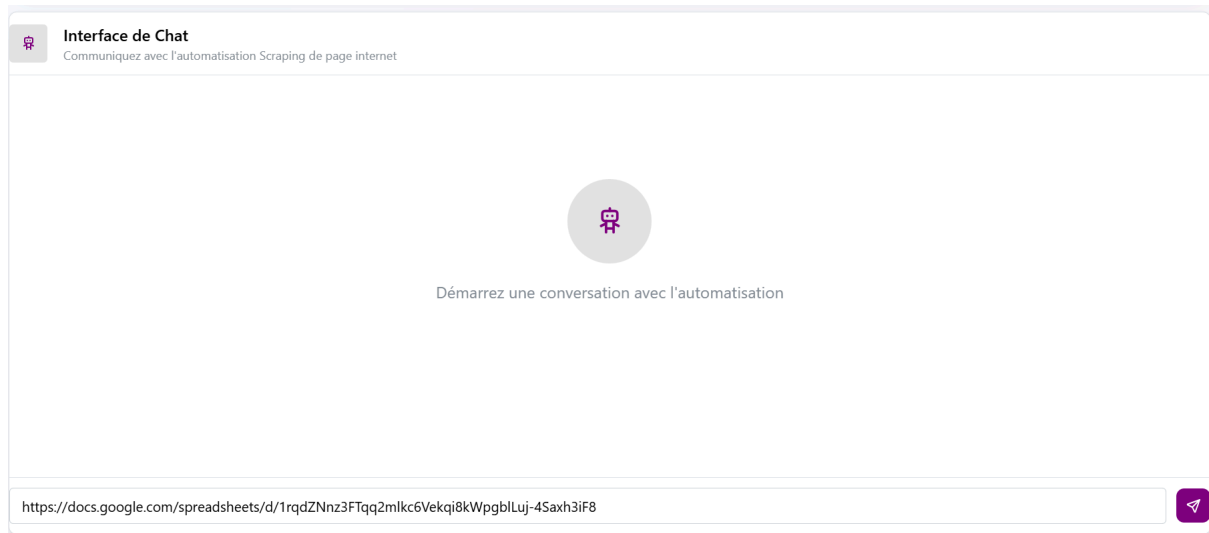 Interface de Chat
Communiquez avec l'automatisation Scraping de page internet
Démarrez une conversation avec l'automatisation
https://docs.google.com/spreadsheets/d/1rqdZNnz3FTqq2mlkc6Vekqi8kWpgblLuj-4Saxh3iF8